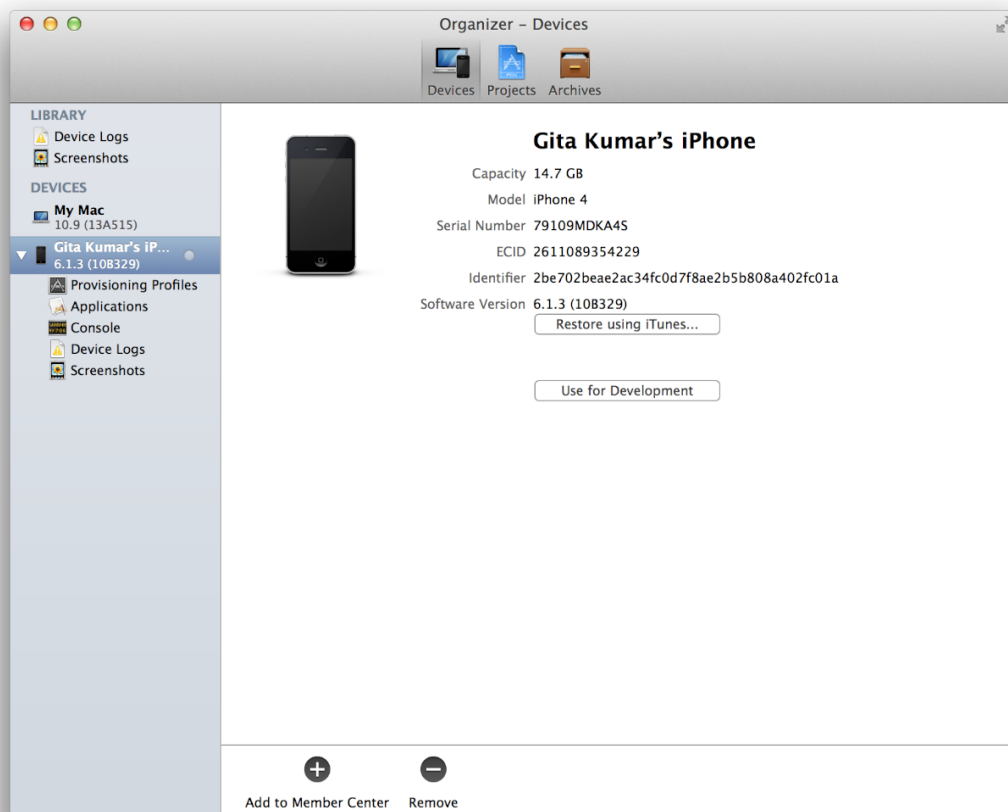 Organizer – Devices
Devices
Projects
Archives
LIBRARY
Device Logs
Screenshots
DEVICES
My Mac
10.9 (13A515)
Gita Kumar's iP...
6.1.3 (10B329)
Provisioning Profiles
Applications
Console
Device Logs
Screenshots
Gita Kumar's iPhone
Capacity 14.7 GB
Model iPhone 4
Serial Number 79109MDKA4S
ECID 2611089354229
Identifier 2be702beae2ac34fc0d7f8ae2b5b808a402fc01a
Software Version 6.1.3 (10B329)
Restore using iTunes...
Use for Development
Add to Member Center
Remove